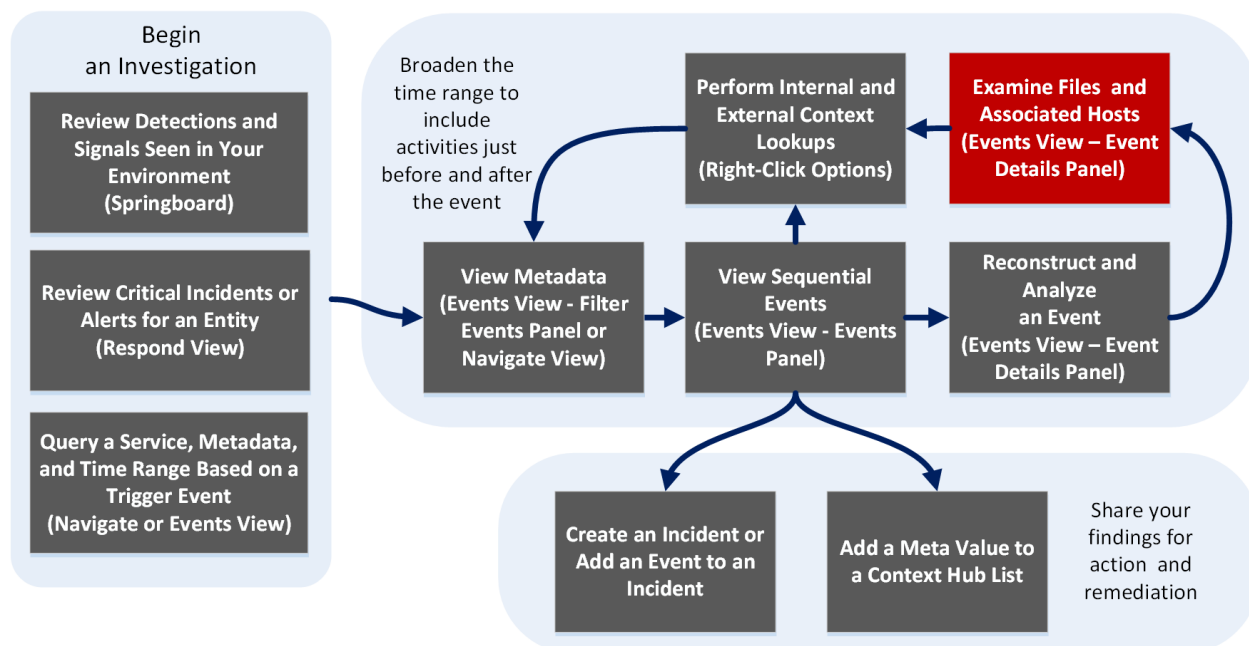 Begin
an Investigation
Review Detections and
Signals Seen in Your
Environment
(Springboard)
Review Critical Incidents or
Alerts for an Entity
(Respond View)
Query a Service, Metadata,
and Time Range Based on a
Trigger Event
(Navigate or Events View)
Broaden the
time range to
include
activities just
before and after
the event
Perform Internal and
External Context
Lookups
(Right-Click Options)
Examine Files and
Associated Hosts
(Events View – Event
Details Panel)
View Metadata
(Events View - Filter
Events Panel or
Navigate View)
View Sequential
Events
(Events View - Events
Panel)
Reconstruct and
Analyze
an Event
(Events View – Event
Details Panel)
Create an Incident or
Add an Event to an
Incident
Add a Meta Value to
a Context Hub List
Share your
findings for
action and
remediation